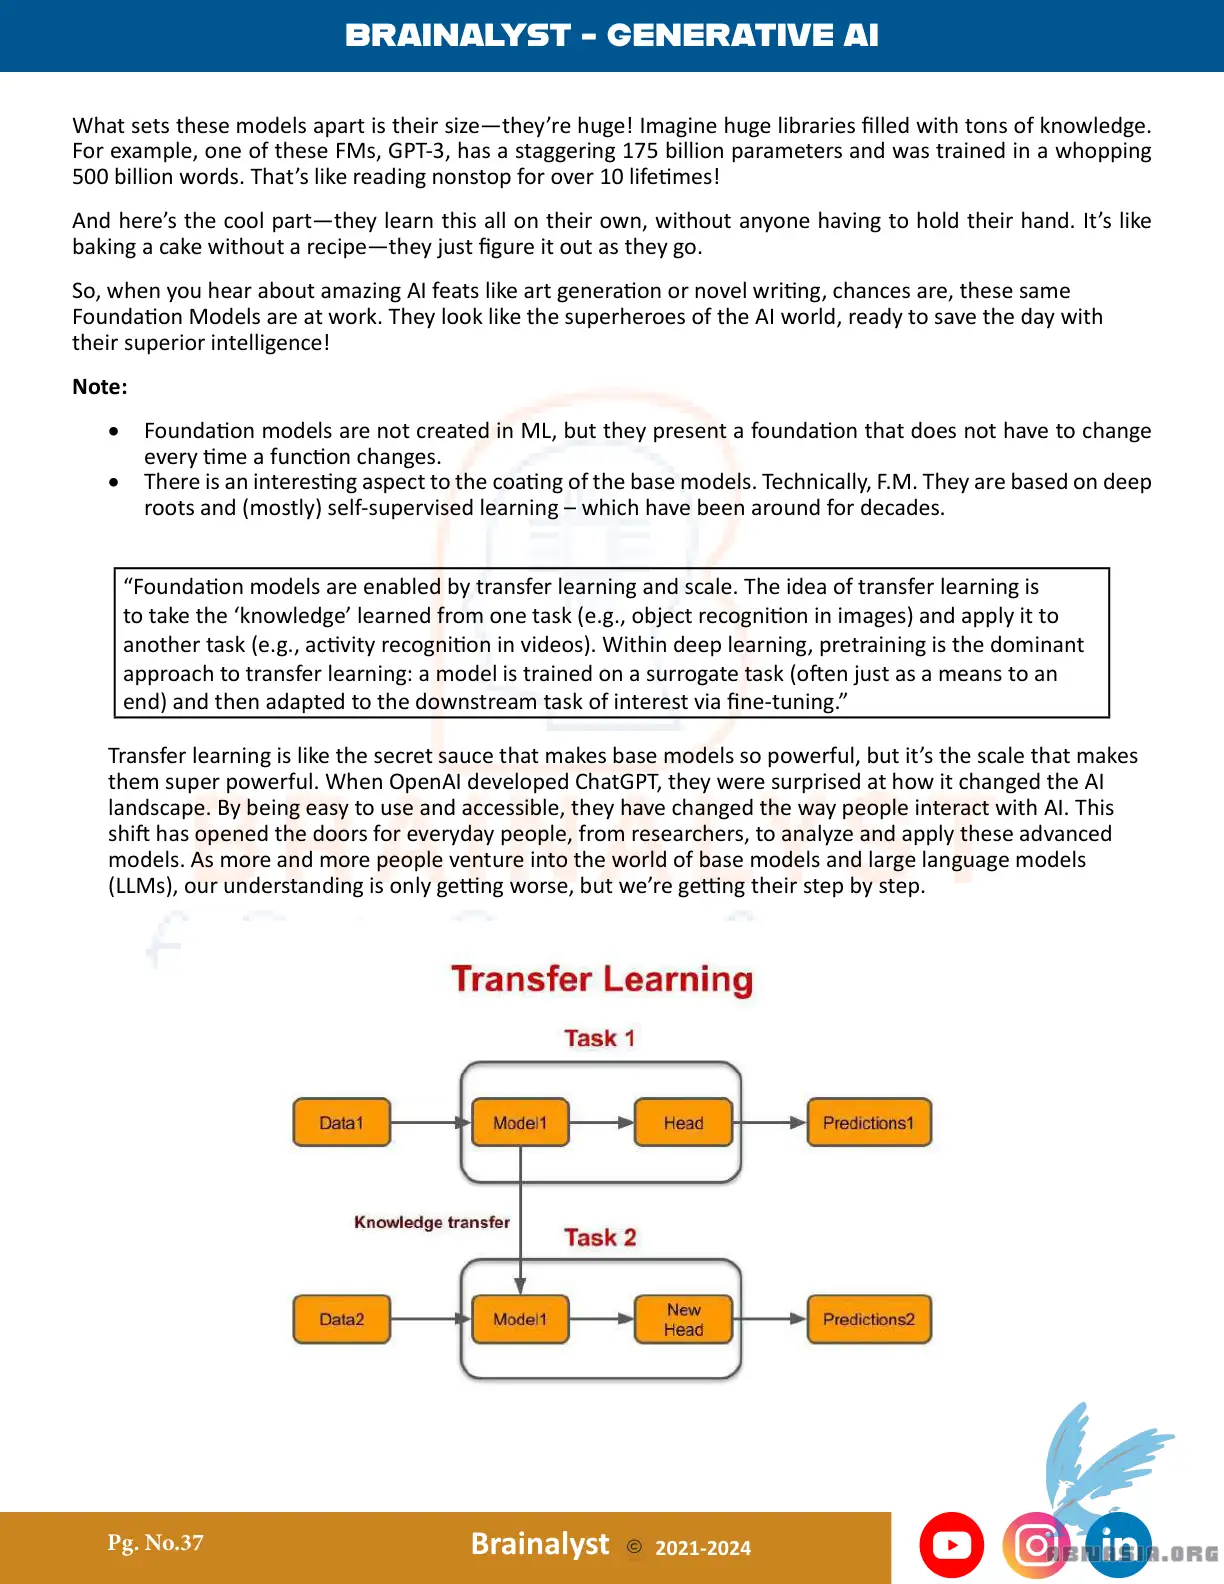 BRAINALYST - GENERATIVE AI
What sets these models apart is their size—they’re huge! Imagine huge libraries filled with tons of knowledge.
For example, one of these FMs, GPT-3, has a staggering 175 billion parameters and was trained in a whopping
500 billion words. That’s like reading nonstop for over 10 lifetimes!
And here’s the cool part—they learn this all on their own, without anyone having to hold their hand. It’s like
baking a cake without a recipe—they just figure it out as they go.
So, when you hear about amazing AI feats like art generation or novel writing, chances are, these same
Foundation Models are at work. They look like the superheroes of the AI world, ready to save the day with
their superior intelligence!
Note:
• Foundation models are not created in ML, but they present a foundation that does not have to change
every time a function changes.
• There is an interesting aspect to the coating of the base models. Technically, F.M. They are based on deep
roots and (mostly) self-supervised learning – which have been around for decades.
“Foundation models are enabled by transfer learning and scale. The idea of transfer learning is
to take the ‘knowledge’ learned from one task (e.g., object recognition in images) and apply it to
another task (e.g., activity recognition in videos). Within deep learning, pretraining is the dominant
approach to transfer learning: a model is trained on a surrogate task (often just as a means to an
end) and then adapted to the downstream task of interest via fine-tuning.”
Transfer learning is like the secret sauce that makes base models so powerful, but it’s the scale that makes
them super powerful. When OpenAI developed ChatGPT, they were surprised at how it changed the AI
landscape. By being easy to use and accessible, they have changed the way people interact with AI. This
shift has opened the doors for everyday people, from researchers, to analyze and apply these advanced
models. As more and more people venture into the world of base models and large language models
(LLMs), our understanding is only getting worse, but we’re getting their step by step.
BRAINALYST
Transfer Learning
Task 1
Data1 Model1 Head Predictions1
Knowledge transfer
Task 2
Data2 Model1 New Head Predictions2
Pg. No.37
Brainalyst © 2021-2024
in
ABHASIA.ORG